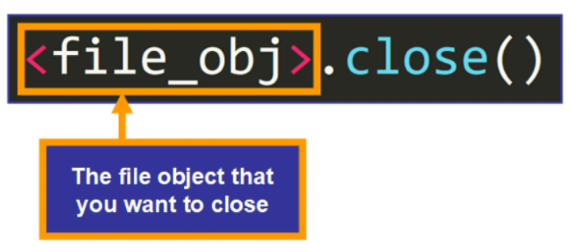 <file_obj>.close()
The file object that
you want to close